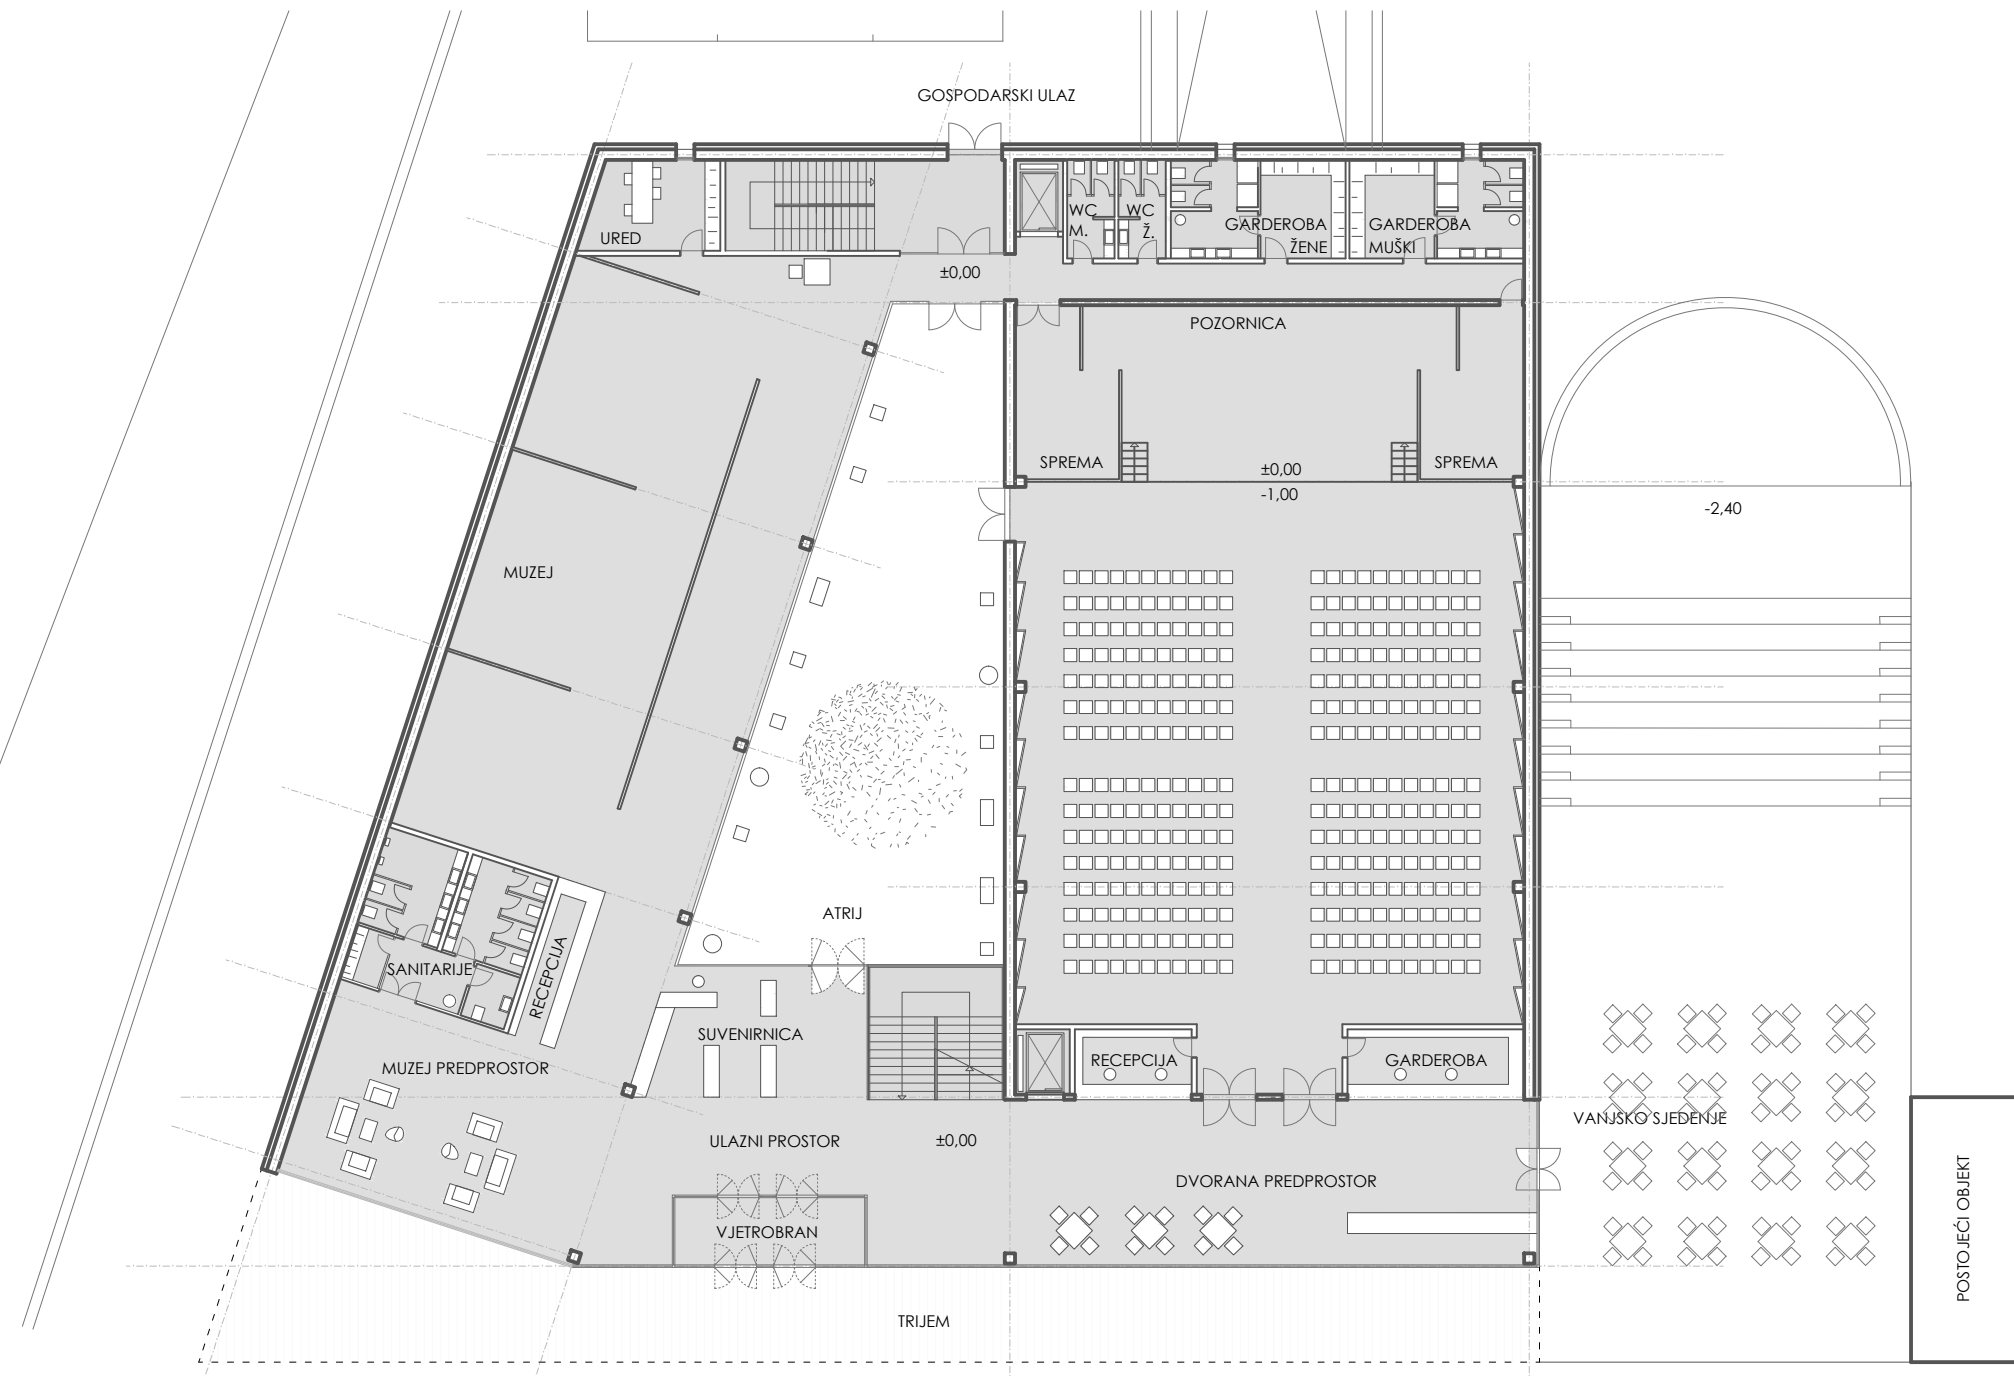 GOSPODARSKI ULAZ
URED
WC
M.
WC
Ž.
GARDEROBA
ŽENE
GARDEROBA
MUŠKI
±0,00
POZORNICA
SPREMA
SPREMA
±0,00
-1,00
-2,40
MUZEJ
ATRIJ
SANITARIJE
RECEPCIJA
SUVENIRNICA
MUZEJ PREDPROSTOR
RECEPCIJA
GARDEROBA
VANJSKO SJEDENJE
ULAZNI PROSTOR
±0,00
DVORANA PREDPROSTOR
VJETROBRAN
POSTOJEĆI OBJEKT
TRIJEM